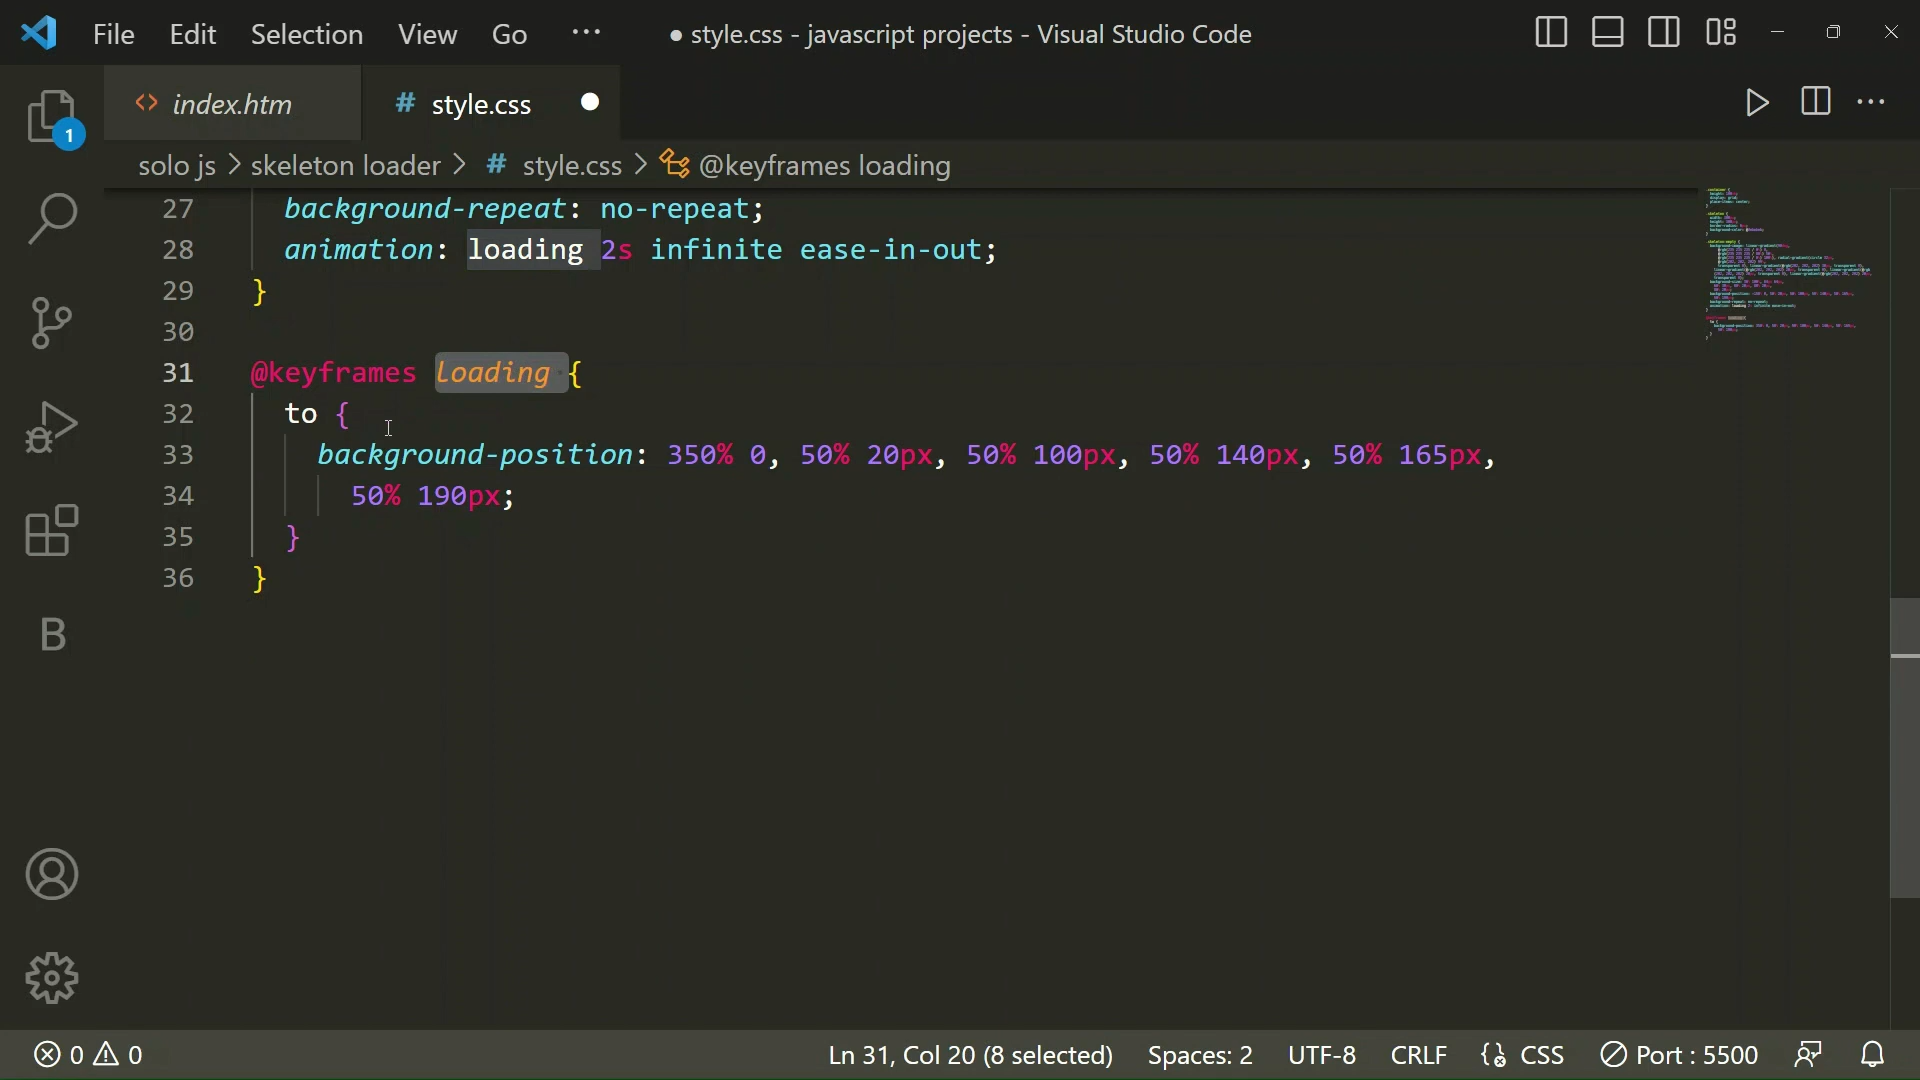 File Edit Selection View Go ··· ● style.css - javascript projects - Visual Studio Code
<> index.htm # style.css ●
1
solo js > skeleton loader > # style.css > @keyframes loading
27 background-repeat: no-repeat;
28 animation: loading 2s infinite ease-in-out;
29 }
30
31 @keyframes loading {
32 to {
33 background-position: 350% 0, 50% 20px, 50% 100px, 50% 140px, 50% 165px,
34 50% 190px;
35 }
36 }
B
0 0 Ln 31, Col 20 (8 selected) Spaces: 2 UTF-8 CRLF CSS Port : 5500